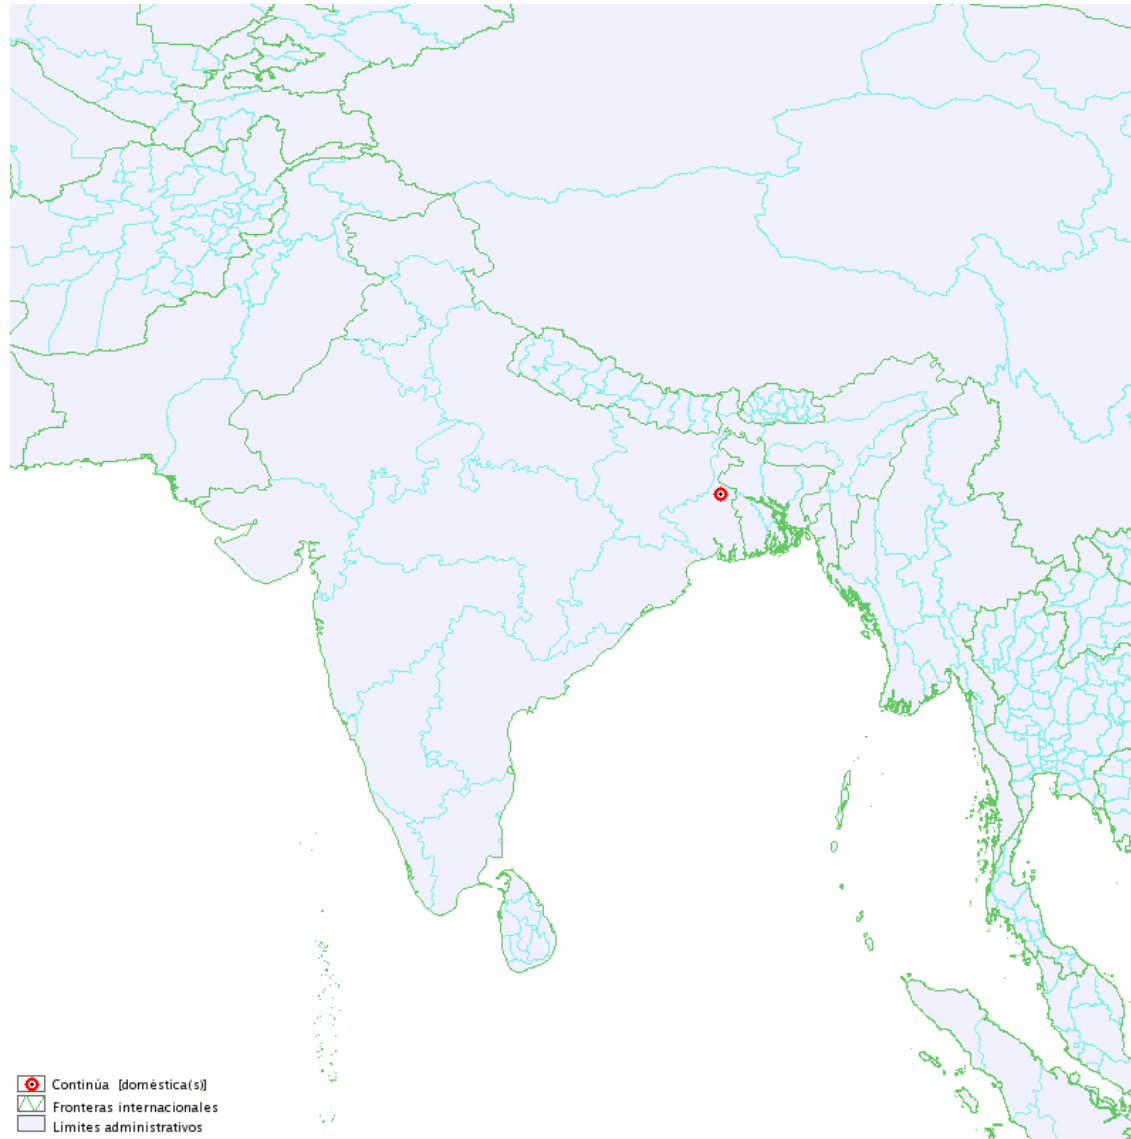 Continúa [doméstica(s)]
Fronteras internacionales
Límites administrativos